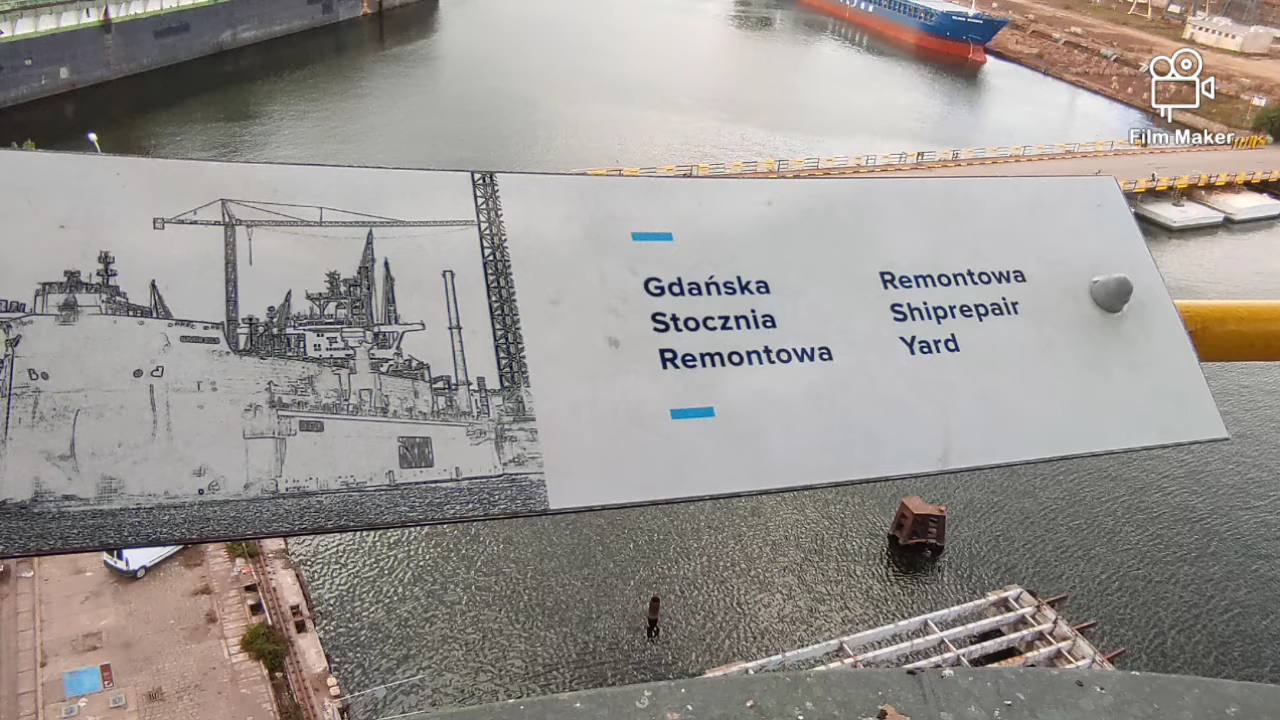 Gdańska
Stocznia
Remontowa
Remontowa
Shiprepair
Yard
Film Maker